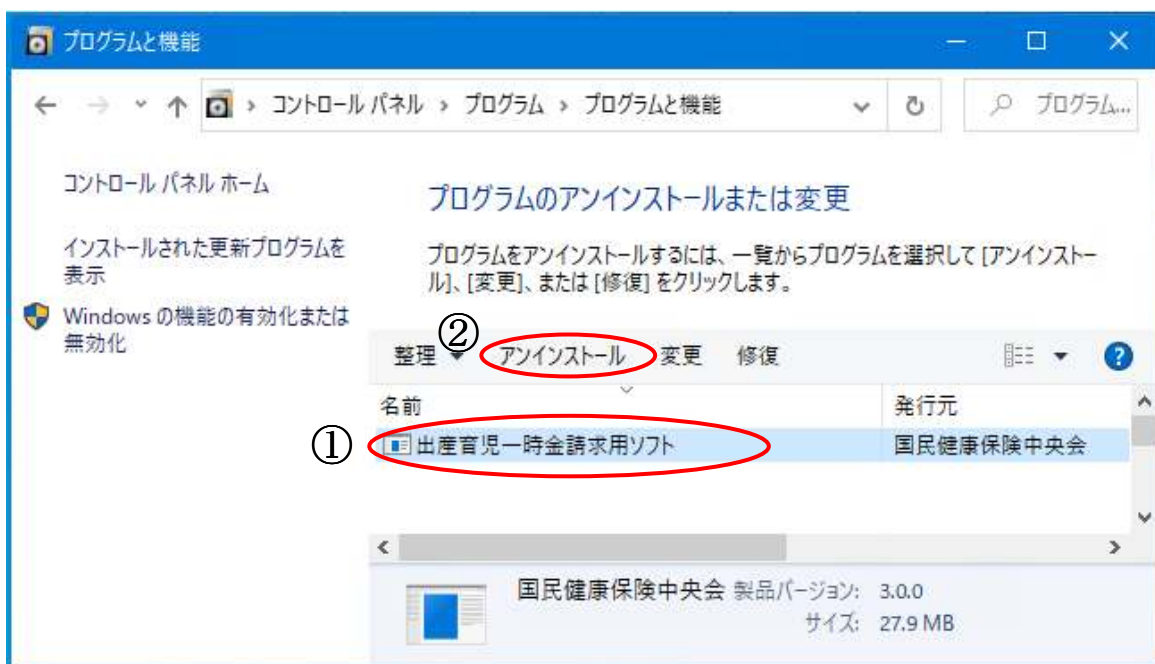 プログラムと機能
コントロール パネル › プログラム › プログラムと機能
プログラム...
コントロール パネル ホーム
インストールされた更新プログラムを
表示
Windows の機能の有効化または
無効化
プログラムのアンインストールまたは変更
プログラムをアンインストールするには、一覧からプログラムを選択して [アンインストー
ル]、[変更]、または [修復] をクリックします。
②
整理 アンインストール 変更 修復
名前 発行元
① 出産育児一時金請求用ソフト 国民健康保険中央会
国民健康保険中央会 製品バージョン: 3.0.0
サイズ: 27.9 MB